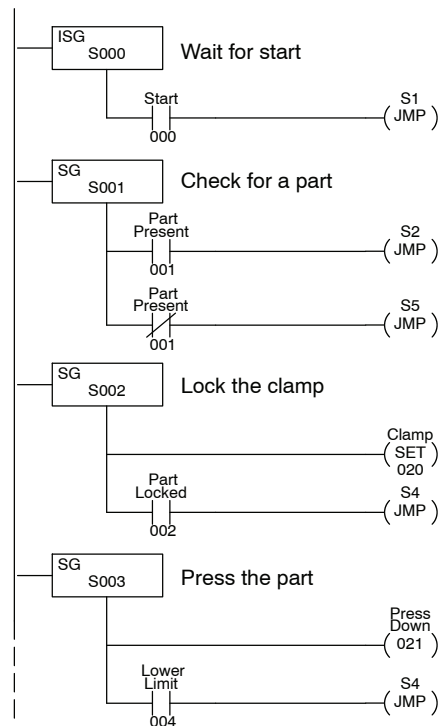 ISG
S000
Wait for start
Start
000
S1
JMP
SG
S001
Check for a part
Part
Present
001
S2
JMP
Part
Present
001
S5
JMP
SG
S002
Lock the clamp
Clamp
SET
020
Part
Locked
002
S4
JMP
SG
S003
Press the part
Press
Down
021
Lower
Limit
004
S4
JMP